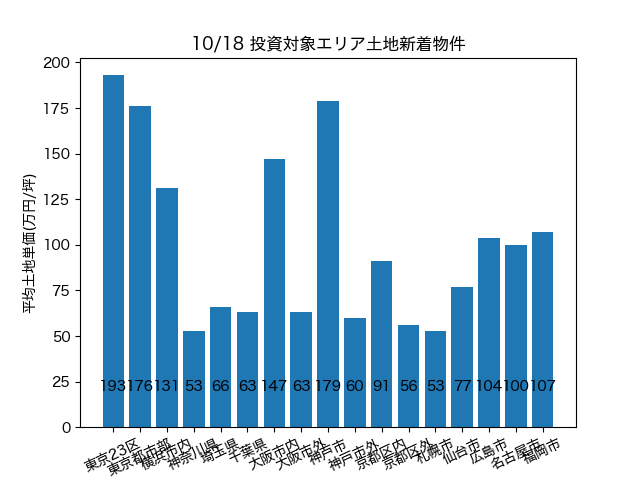 10/18 投資対象エリア土地新着物件
平均土地単価(万円/坪)
200
175
150
125
100
75
50
25
0
193 176 131 53 66 63 147 63 179 60 91 56 53 77 104 100 107
東京23区
東京都市部
横浜市内
神奈川県
埼玉県
千葉県
大阪市内
大阪市外
神戸市
神戸市外
京都区内
京都区外
札幌市
仙台市
広島市
名古屋市
福岡市